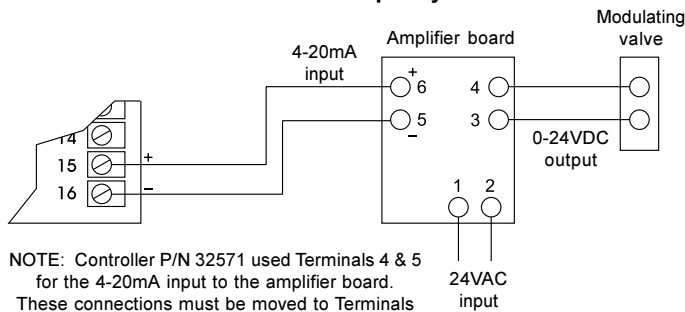 Modulating
valve
Amplifier board
4-20mA
input
+
6
4
5
3
–
0-24VDC
output
14
15
+
16
–
1
2
24VAC
input
NOTE: Controller P/N 32571 used Terminals 4 & 5
for the 4-20mA input to the amplifier board.
These connections must be moved to Terminals